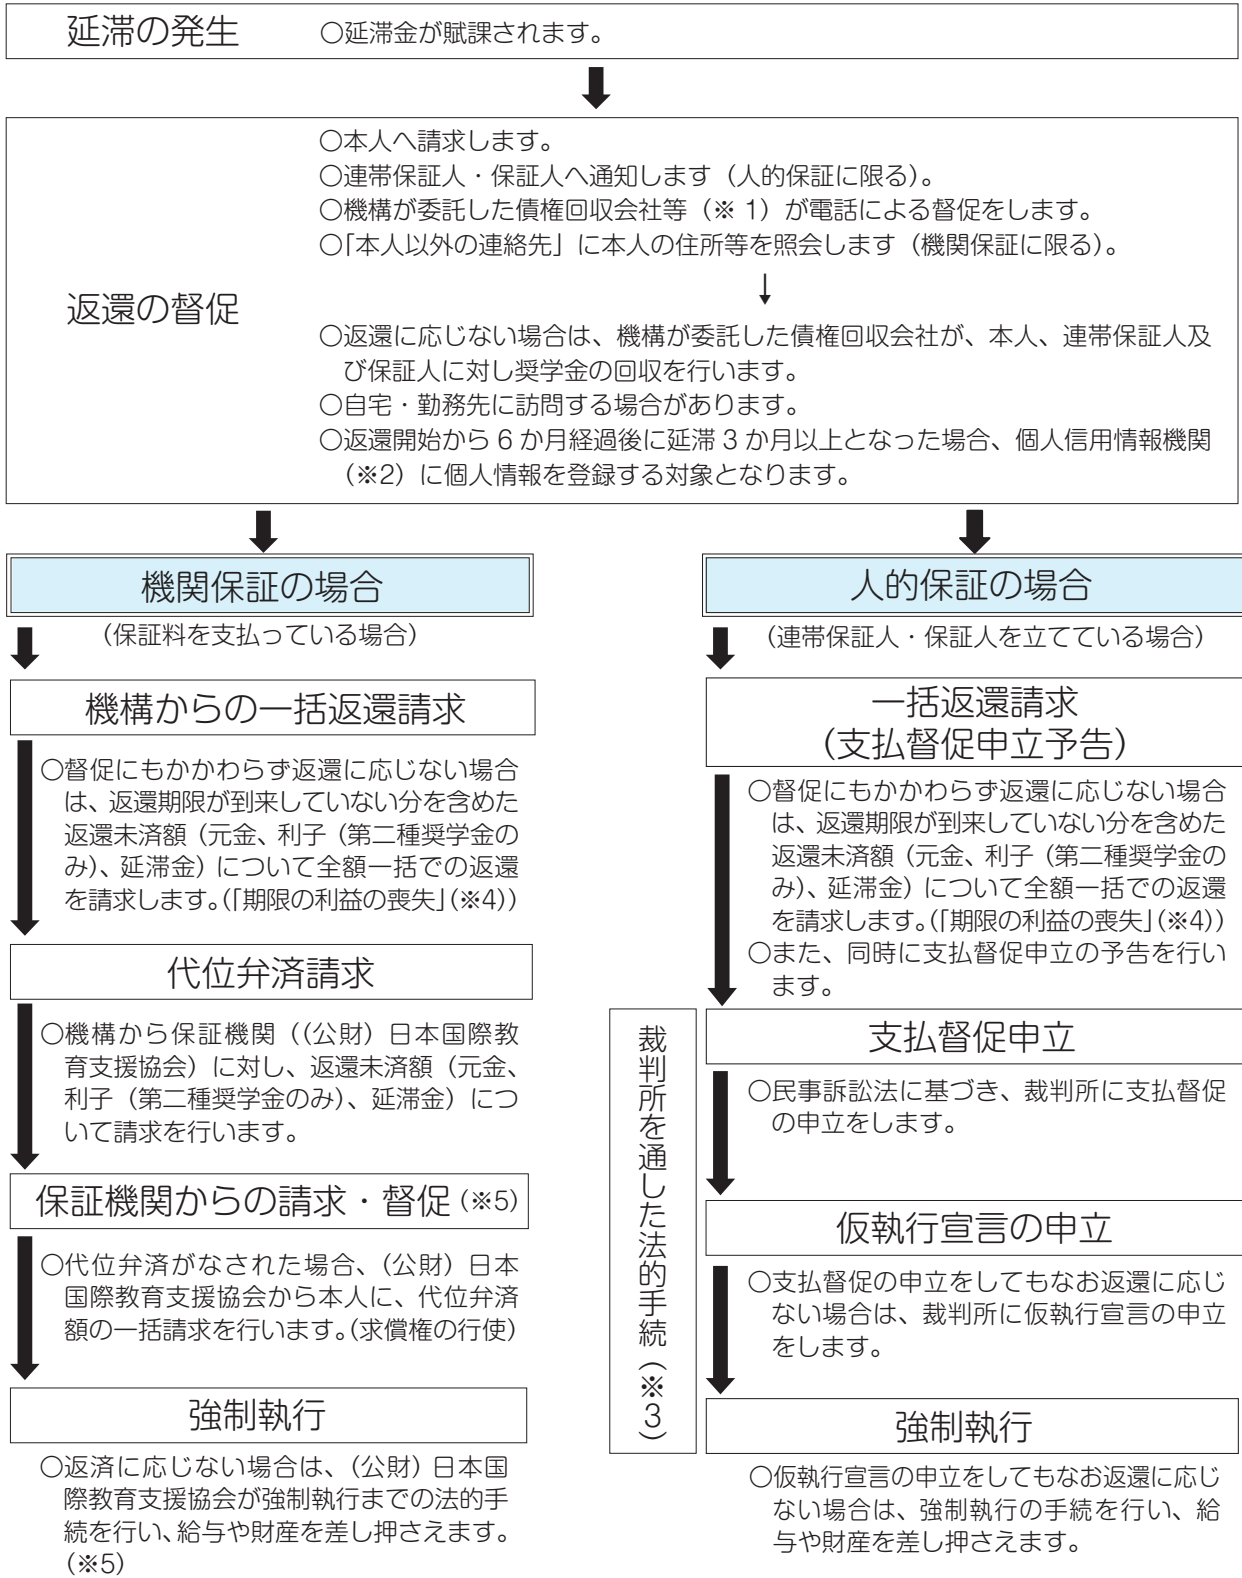 延滞の発生
○延滞金が賦課されます。
返還の督促
○本人へ請求します。
○連帯保証人・保証人へ通知します（人的保証に限る）。
○機構が委託した債権回収会社等（※ 1）が電話による督促をします。
○「本人以外の連絡先」に本人の住所等を照会します（機関保証に限る）。
↓
○返還に応じない場合は、機構が委託した債権回収会社が、本人、連帯保証人及
び保証人に対し奨学金の回収を行います。
○自宅・勤務先に訪問する場合があります。
○返還開始から 6 か月経過後に延滞 3 か月以上となった場合、個人信用情報機関
（※2）に個人情報を登録する対象となります。
機関保証の場合
（保証料を支払っている場合）
機構からの一括返還請求
○督促にもかかわらず返還に応じない場合
は、返還期限が到来していない分を含めた
返還未済額（元金、利子（第二種奨学金の
み）、延滞金）について全額一括での返還
を請求します。（「期限の利益の喪失」（※4））
代位弁済請求
○機構から保証機関（（公財）日本国際教
育支援協会）に対し、返還未済額（元金、
利子（第二種奨学金のみ）、延滞金）につ
いて請求を行います。
保証機関からの請求・督促（※5）
○代位弁済がなされた場合、（公財）日本
国際教育支援協会から本人に、代位弁済
額の一括請求を行います。（求償権の行使）
強制執行
○返済に応じない場合は、（公財）日本国
際教育支援協会が強制執行までの法的手
続を行い、給与や財産を差し押さえます。
（※5）
人的保証の場合
（連帯保証人・保証人を立てている場合）
一括返還請求
（支払督促申立予告）
○督促にもかかわらず返還に応じない場合
は、返還期限が到来していない分を含めた
返還未済額（元金、利子（第二種奨学金の
み）、延滞金）について全額一括での返還
を請求します。（「期限の利益の喪失」（※4））
○また、同時に支払督促申立の予告を行い
ます。
裁判所を通した法的手続（※3）
支払督促申立
○民事訴訟法に基づき、裁判所に支払督促
の申立をします。
仮執行宣言の申立
○支払督促の申立をしてもなお返還に応じ
ない場合は、裁判所に仮執行宣言の申立
をします。
強制執行
○仮執行宣言の申立をしてもなお返還に応じ
ない場合は、強制執行の手続を行い、給
与や財産を差し押さえます。